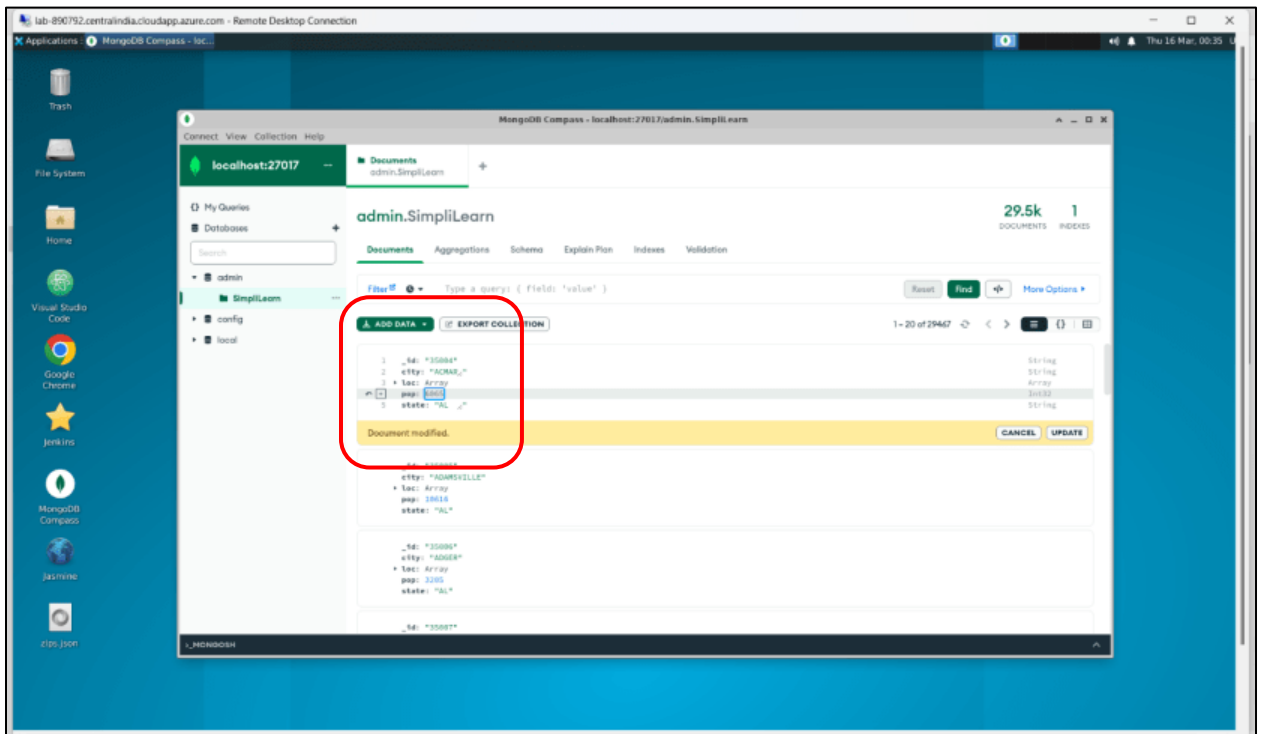 lab-890792.centralindia.cloudapp.azure.com - Remote Desktop Connection
Applications : MongoDB Compass - loc...
Thu 16 Mar, 00:35 U
Trash
File System
Home
Visual Studio
Code
Google
Chrome
Jenkins
MongoDB
Compass
Jasmine
zips.json
MongoDB Compass - localhost:27017/admin.SimpliLearn
Connect View Collection Help
localhost:27017 ...
Documents
admin.SimpliLearn
+
{} My Queries
Databases +
Search
admin
SimpliLearn ...
config
local
admin.SimpliLearn
29.5k 1
DOCUMENTS INDEXES
Documents Aggregations Schema Explain Plan Indexes Validation
Filter Type a query: { field: 'value' } Reset Find </> More Options
ADD DATA EXPORT COLLECTION 1 - 20 of 29467 < > {}
1 _id: "35004" String
2 city: "ACMAR" String
3 loc: Array Array
+ pop: 6065 Int32
5 state: "AL" String
Document modified. CANCEL UPDATE
_id:
city: "ADAMSVILLE"
loc: Array
pop: 10616
state: "AL"
_id: "35006"
city: "ADGER"
loc: Array
pop: 3205
state: "AL"
_id: "35007"
>_MONGOSH